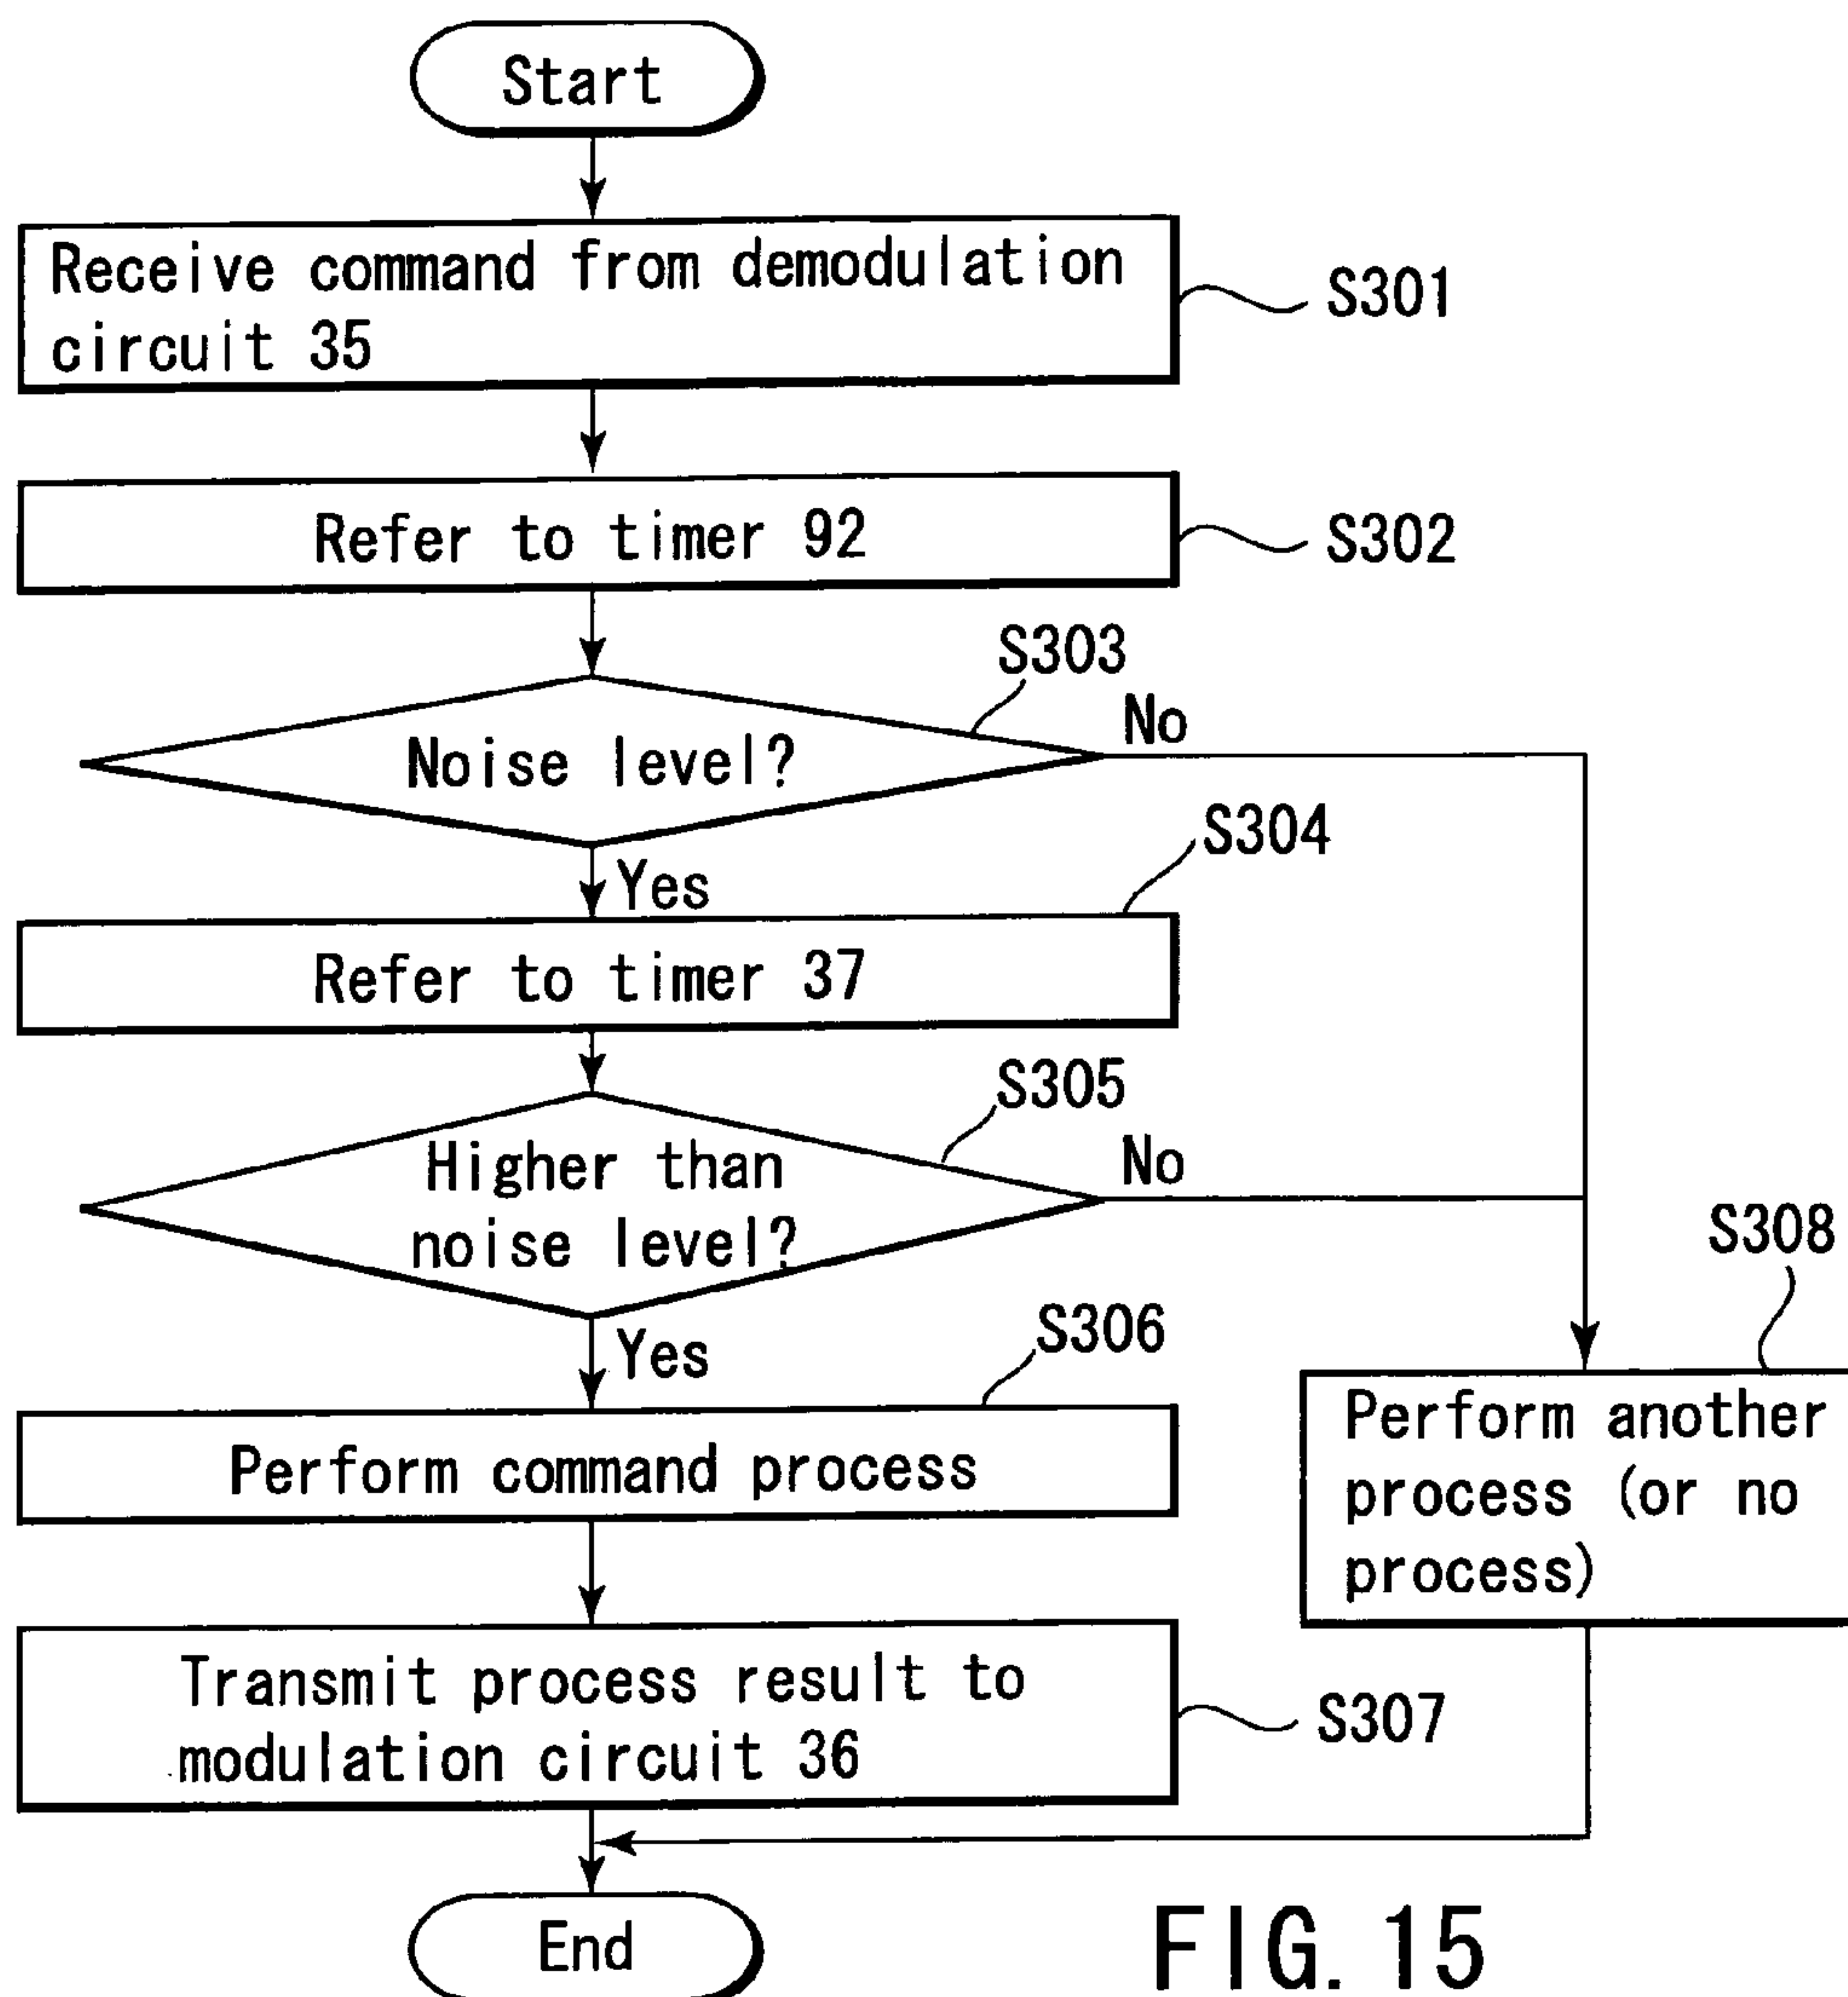 Start
Receive command from demodulation
circuit 35
S301
Refer to timer 92
S302
S303
Noise level?
No
Yes
S304
Refer to timer 37
S305
Higher than
noise level?
No
Yes
S306
Perform command process
S308
Perform another
process (or no
process)
Transmit process result to
modulation circuit 36
S307
End
FIG. 15